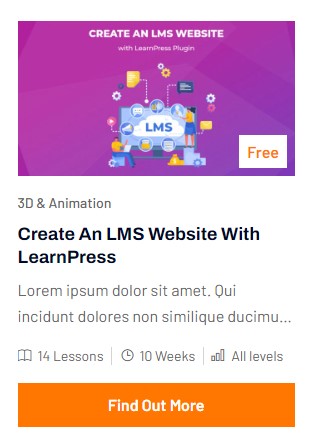 CREATE AN LMS WEBSITE
with LearnPress Plugin
LMS
Free
3D & Animation
Create An LMS Website With
LearnPress
Lorem ipsum dolor sit amet. Qui
incidunt dolores non similique ducimu...
14 Lessons 10 Weeks All levels
Find Out More